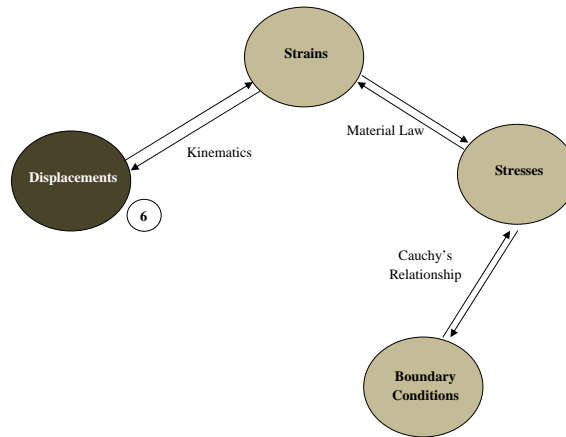 Strains
Material Law
Kinematics
Displacements
6
Stresses
Cauchy's
Relationship
Boundary
Conditions